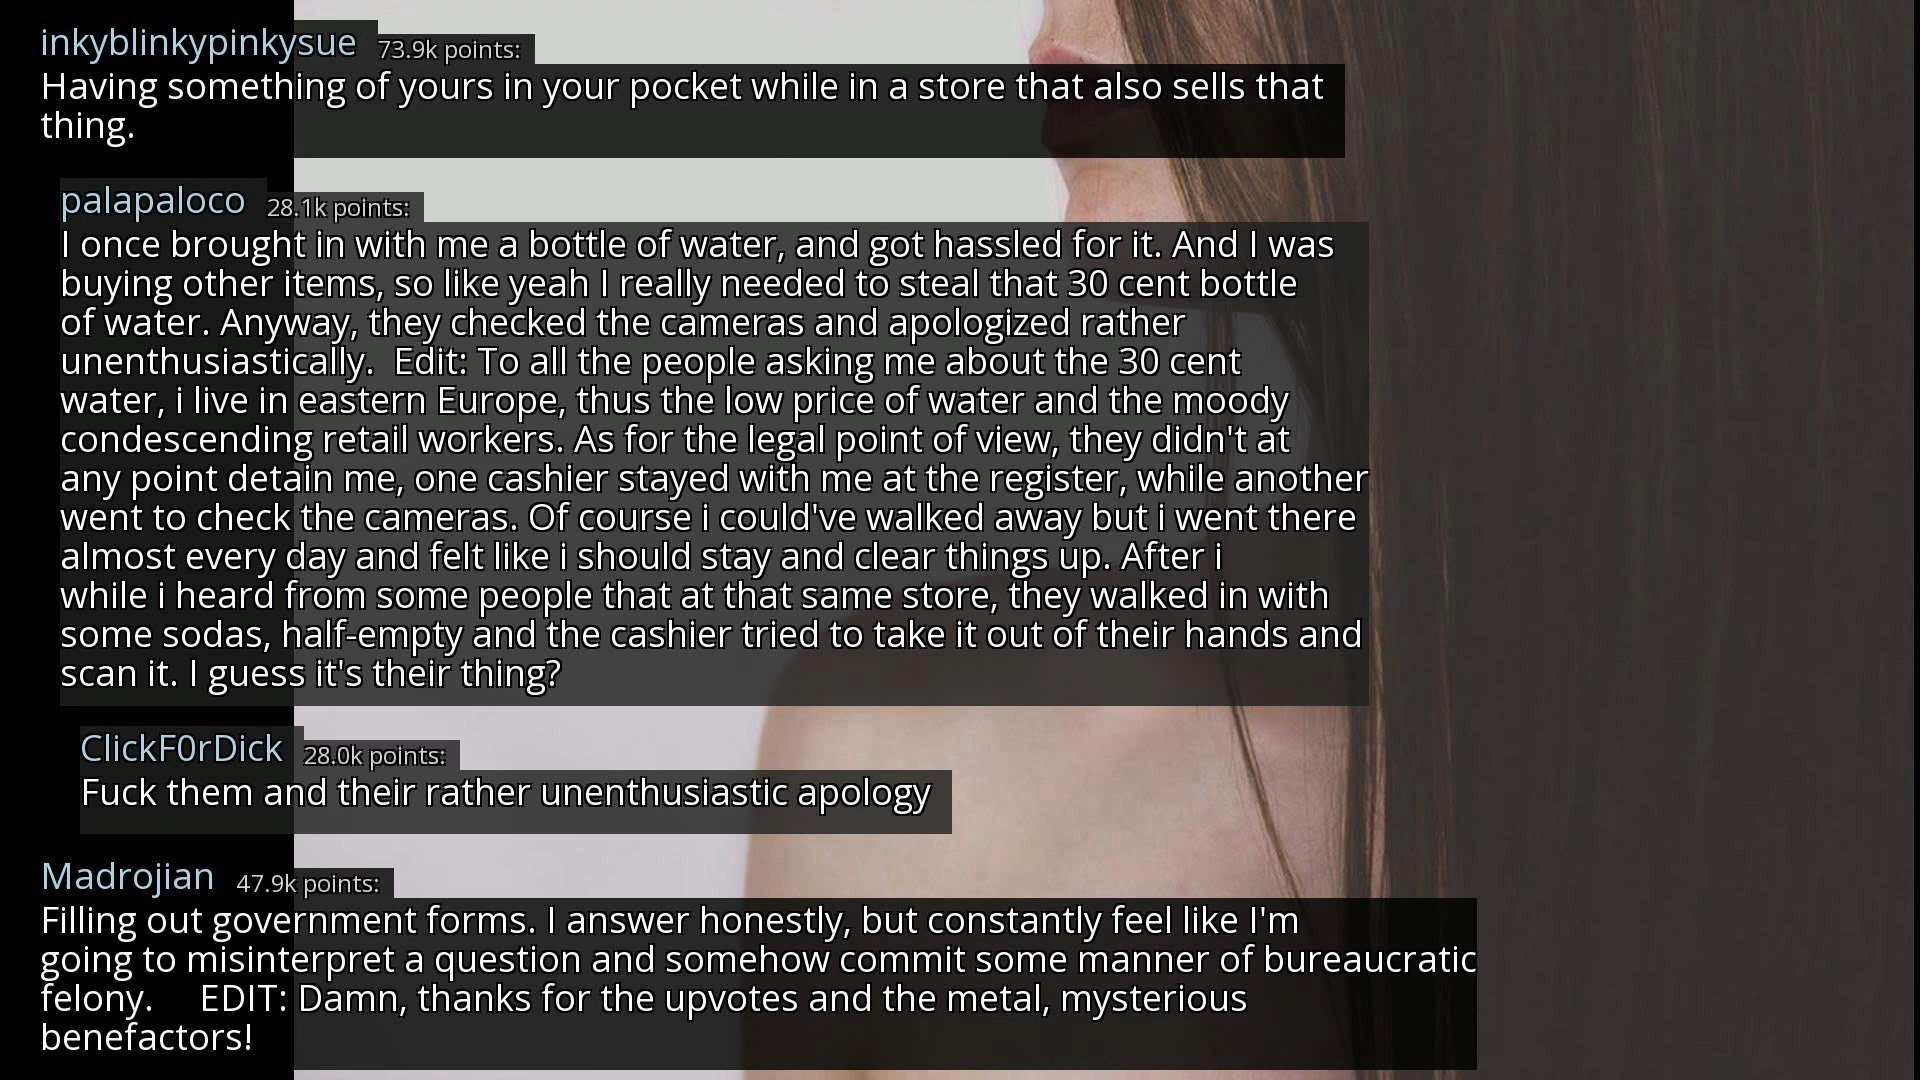 inkyblinkypinkysue 73.9k points:
Having something of yours in your pocket while in a store that also sells that
thing.
palapaloco 28.1k points:
I once brought in with me a bottle of water, and got hassled for it. And I was
buying other items, so like yeah I really needed to steal that 30 cent bottle
of water. Anyway, they checked the cameras and apologized rather
unenthusiastically.  Edit: To all the people asking me about the 30 cent
water, i live in eastern Europe, thus the low price of water and the moody
condescending retail workers. As for the legal point of view, they didn't at
any point detain me, one cashier stayed with me at the register, while another
went to check the cameras. Of course i could've walked away but i went there
almost every day and felt like i should stay and clear things up. After i
while i heard from some people that at that same store, they walked in with
some sodas, half-empty and the cashier tried to take it out of their hands and
scan it. I guess it's their thing?
ClickF0rDick 28.0k points:
Fuck them and their rather unenthusiastic apology
Madrojian 47.9k points:
Filling out government forms. I answer honestly, but constantly feel like I'm
going to misinterpret a question and somehow commit some manner of bureaucratic
felony.     EDIT: Damn, thanks for the upvotes and the metal, mysterious
benefactors!